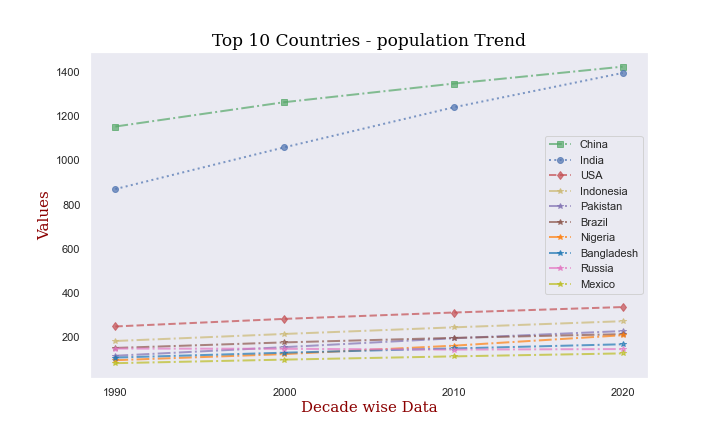 Top 10 Countries - population Trend
Values
1400
1200
1000
800
600
400
200
China
India
USA
Indonesia
Pakistan
Brazil
Nigeria
Bangladesh
Russia
Mexico
1990 2000 2010 2020
Decade wise Data